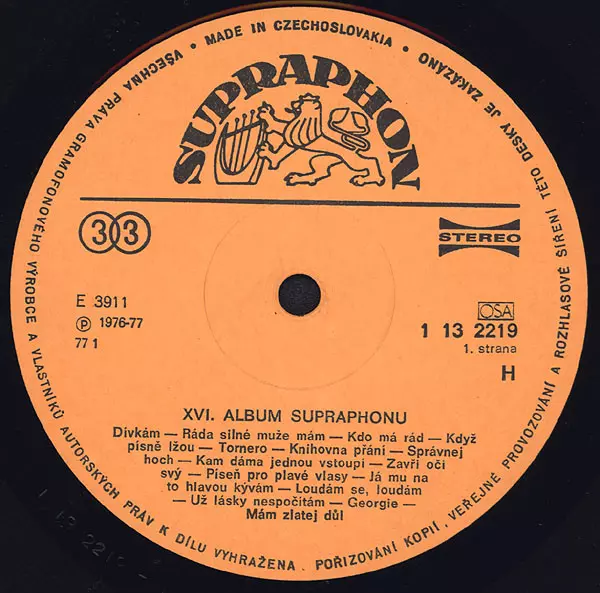 VŠECHNA PRÁVA GRAMOFONOVÉHO VÝROBCE A VLASTNÍKŮ AUTORSKÝCH PRÁV K DÍLU VYHRAŽENA. POŘIZOVÁNÍ KOPIÍ, VEŘEJNÉ PROVOZOVÁNÍ A ROZHLASOVÉ ŠÍŘENÍ TÉTO DESKY JE ZAKÁZÁNO
• MADE IN CZECHOSLOVAKIA •
SUPRAPHON
33
STEREO
E 3911
℗ 1976-77
77 1
OSA
1 13 2219
1. strana
H
XVI. ALBUM SUPRAPHONU
Dívkám — Ráda silné muže mám — Kdo má rád — Když
písně lžou — Tornero — Knihovna přání — Správnej
hoch — Kam dáma jednou vstoupí — Zavři oči
svý — Píseň pro plavé vlasy — Já mu na
to hlavou kývám — Loudám se, loudám
— Už lásky nespočitám — Georgie —
Mám zlatej důl